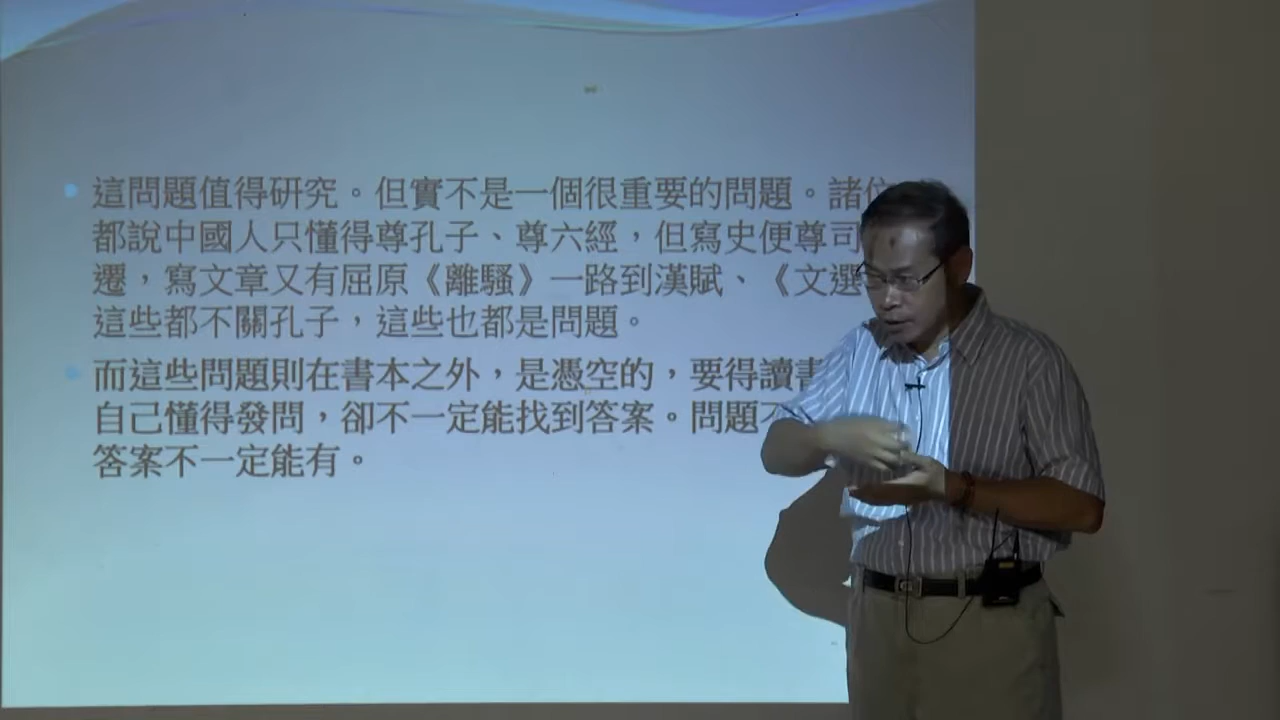 這問題值得研究。但實不是一個很重要的問題。諸位
都說中國人只懂得尊孔子、尊六經，但寫史便尊司
遷，寫文章又有屈原《離騷》一路到漢賦、《文選
這些都不關孔子，這些也都是問題。
而這些問題則在書本之外，是憑空的，要得讀書
自己懂得發問，卻不一定能找到答案。問題不
答案不一定能有。